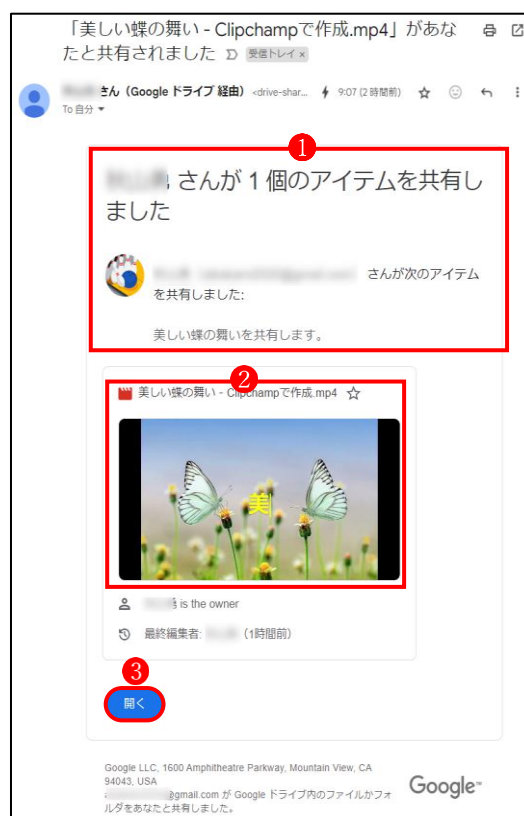 「美しい蝶の舞い - Clipchampで作成.mp4」があな
たと共有されました 受信トレイ ×
さん（Google ドライブ 経由） <drive-shar... 9:07 (2 時間前)
To 自分
1
さんが 1 個のアイテムを共有し
ました
さんが次のアイテム
を共有しました:
美しい蝶の舞いを共有します。
2
美しい蝶の舞い - Clipchampで作成.mp4
美
is the owner
最終編集者: （1時間前）
3
開く
Google LLC, 1600 Amphitheatre Parkway, Mountain View, CA
94043, USA
@gmail.com が Google ドライブ内のファイルかフォ
ルダをあなたと共有しました。
Google™